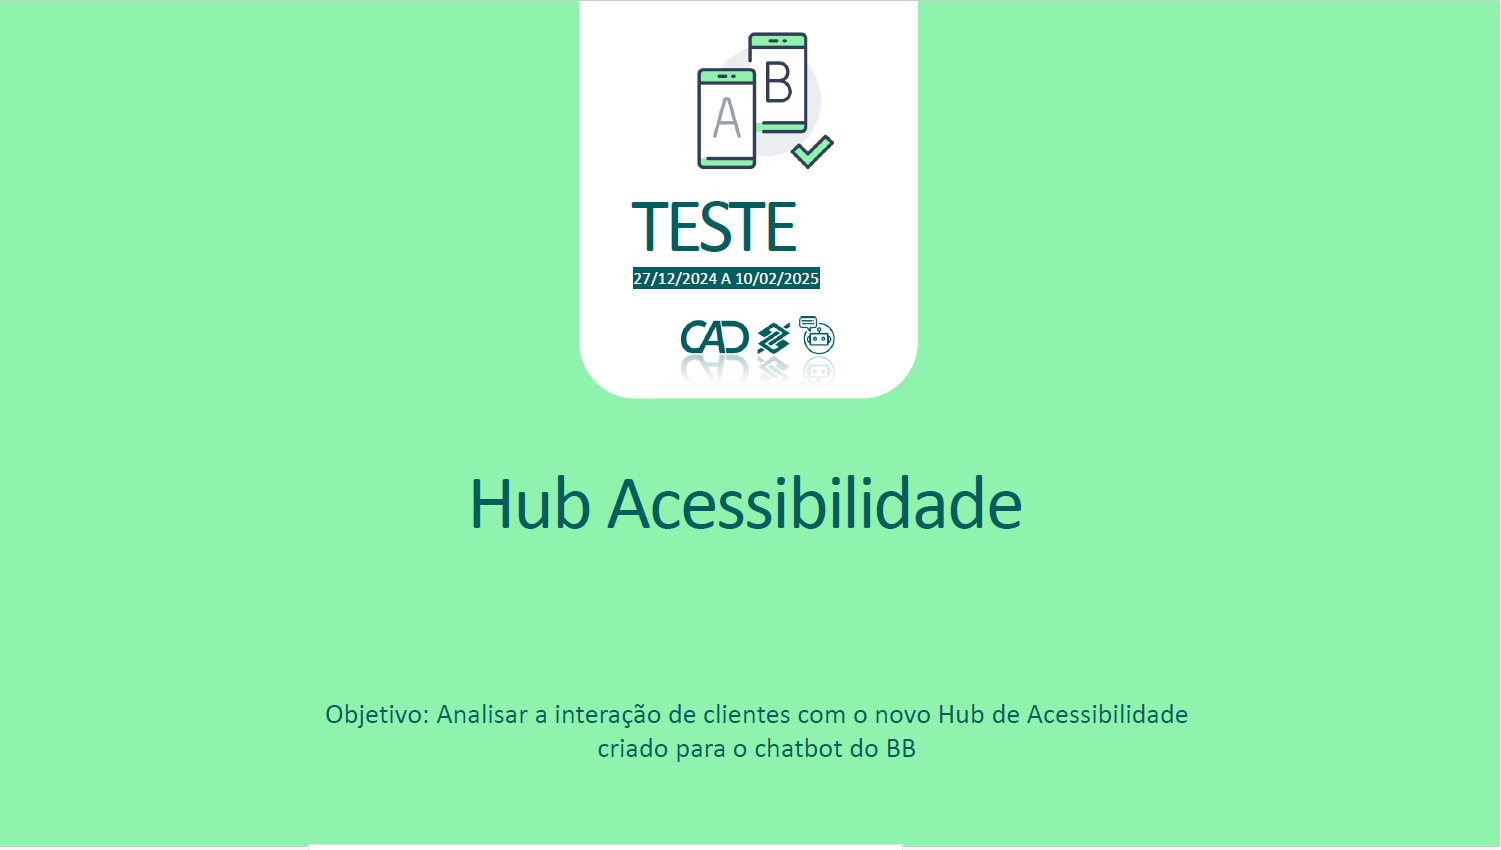 A
B
TESTE
27/12/2024 A 10/02/2025
CAD
Hub Acessibilidade
Objetivo: Analisar a interação de clientes com o novo Hub de Acessibilidade
criado para o chatbot do BB